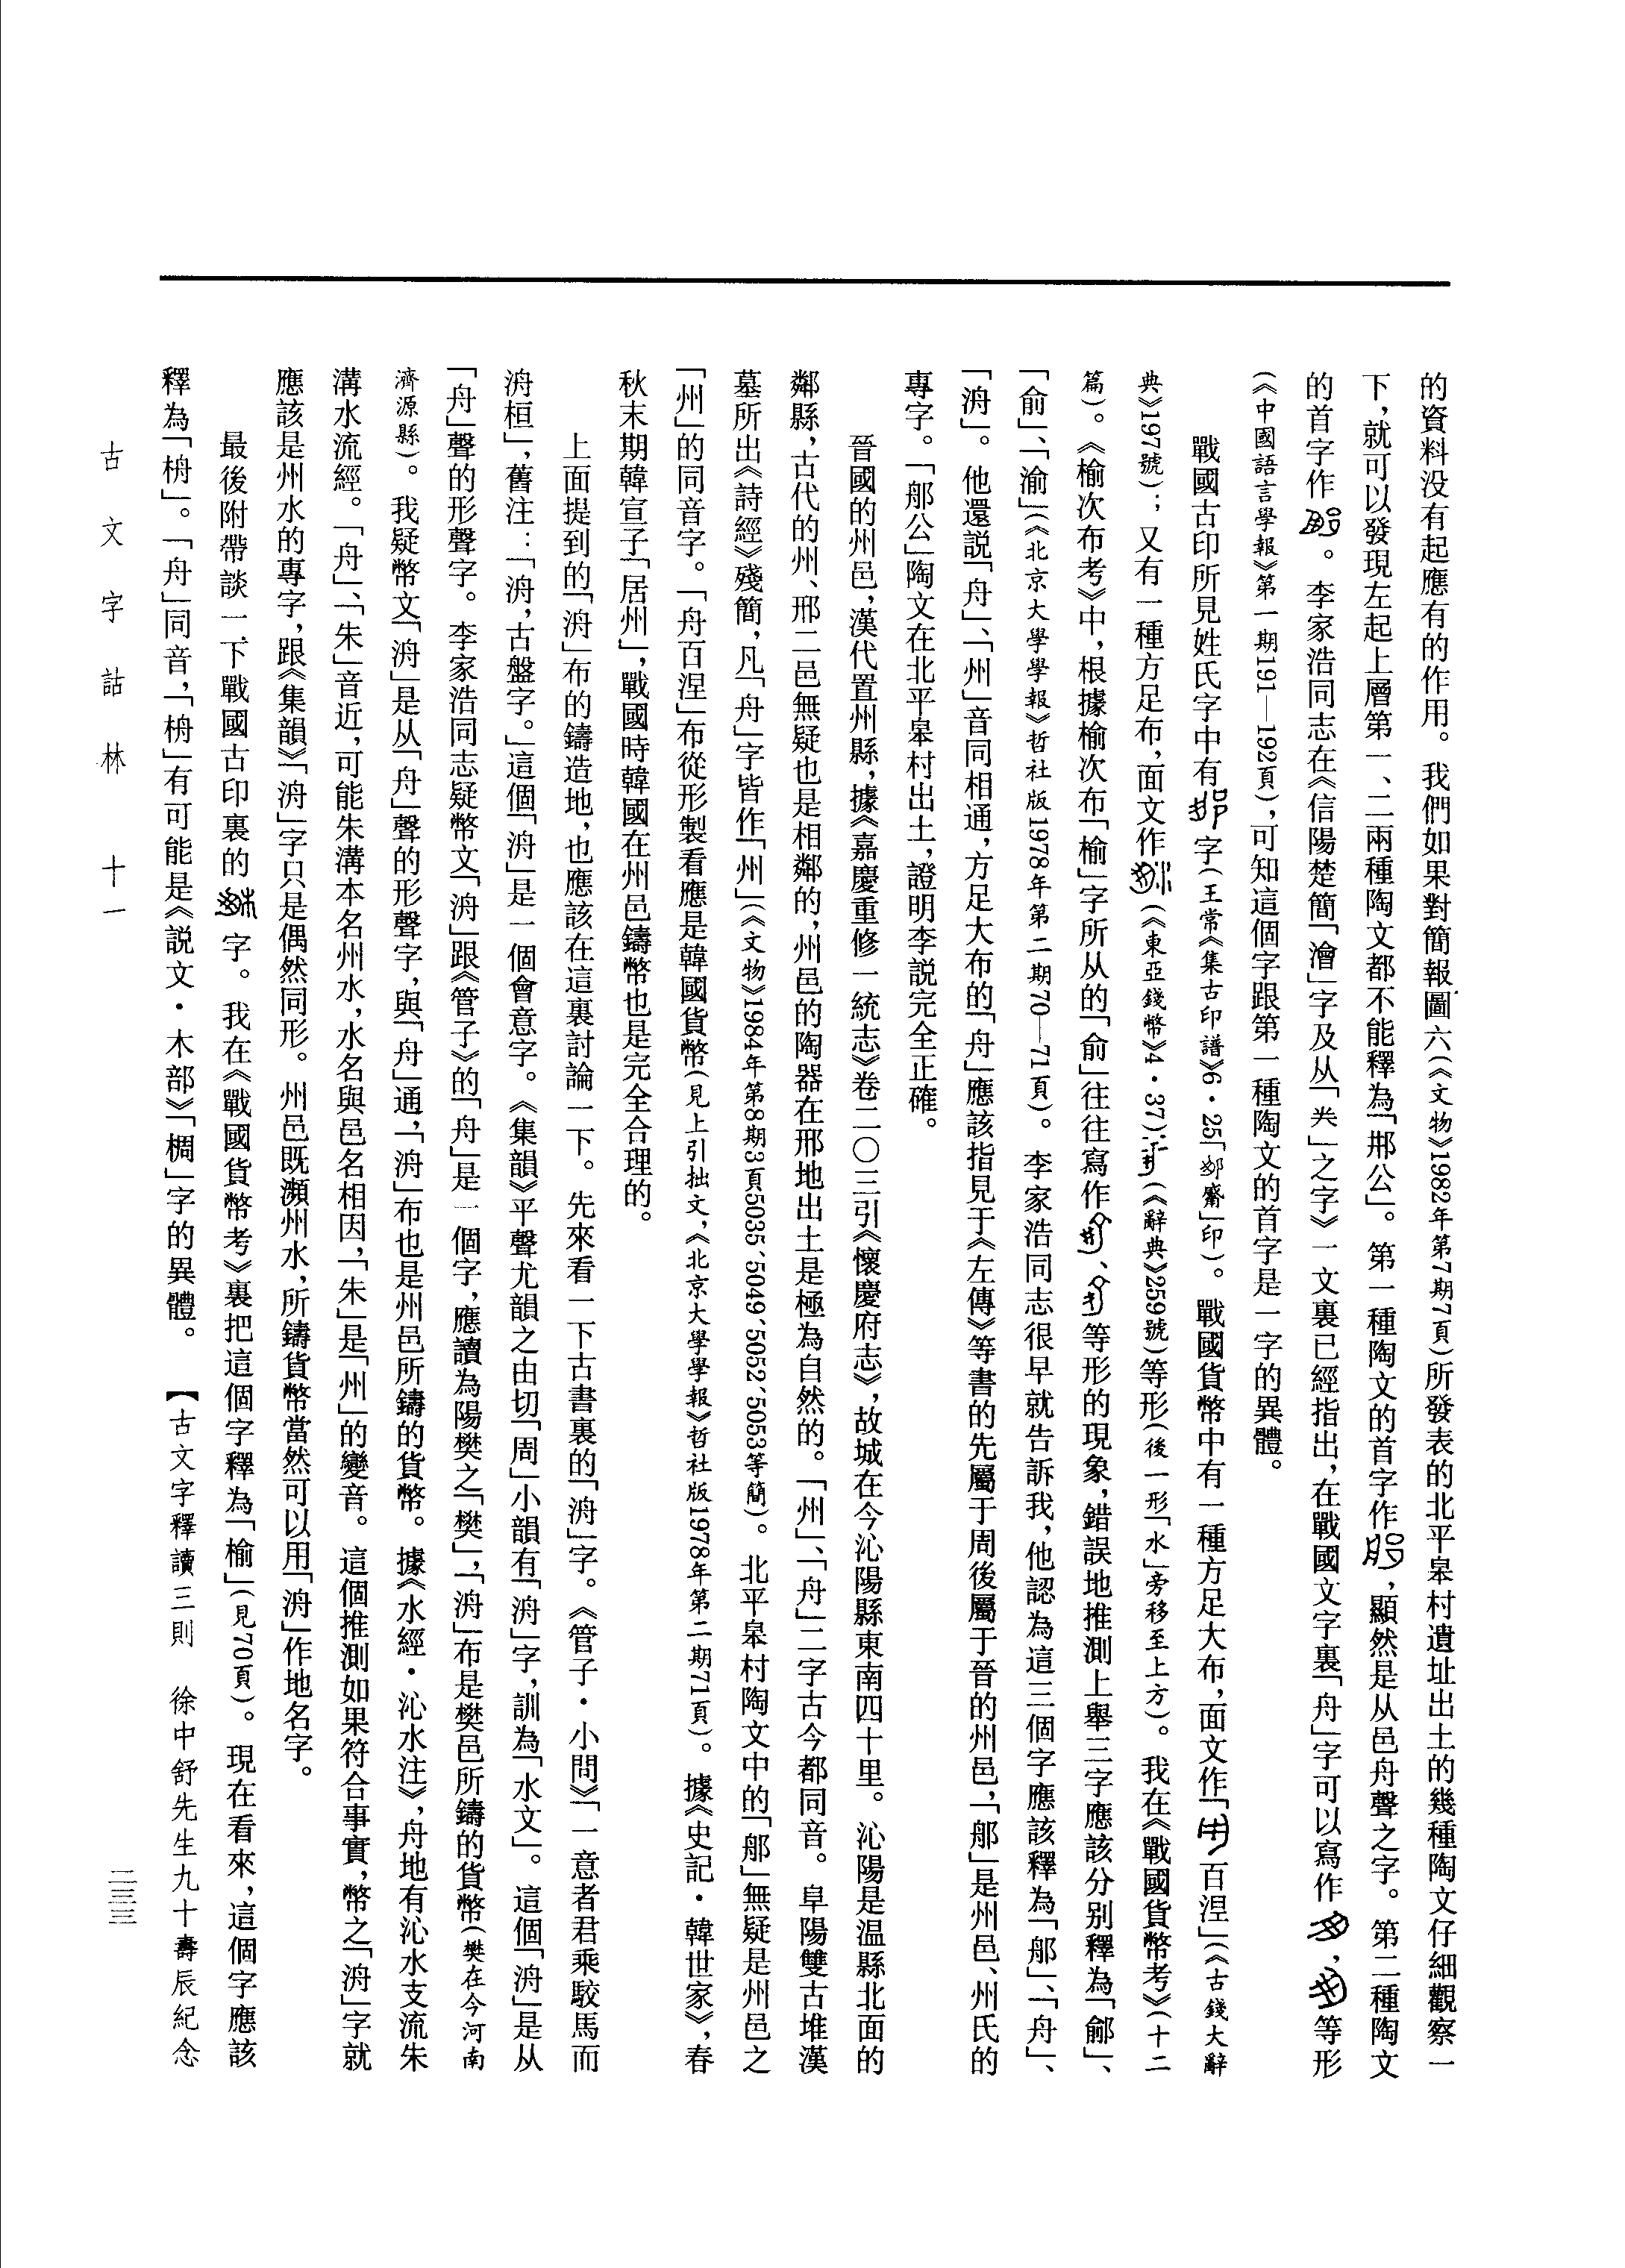 的資料没有起應有的作用。我們如果對簡報圖六(《文物》1982年第7期7頁)所發表的北平皋村遺址出土的幾種陶文仔細觀察一
下，就可以發現左起上層第一、二兩種陶文都不能釋為「邢公」。第一種陶文的首字作，顯然是从邑舟聲之字。第二種陶文
的首字作。李家浩同志在《信陽楚簡「澮」字及从「𠔉」之字》一文裏已經指出，在戰國文字裏「舟」字可以寫作，等形
(《中國語言學報》第一期191—192頁)，可知這個字跟第一種陶文的首字是一字的異體。
戰國古印所見姓氏字中有字(王常《集古印譜》6·25「齋」印)。戰國貨幣中有一種方足大布，面文作「百涅」(《古錢大辭
典》197號)；又有一種方足布，面文作(《東亞錢幣》4·37)(《辭典》259號)等形(後一形「水」旁移至上方)。我在《戰國貨幣考》(十二
篇)。《榆次布考》中，根據榆次布「榆」字所从的「俞」往往寫作、等形的現象，錯誤地推測上舉三字應該分別釋為「鄃」、
「俞」、「渝」(《北京大學學報》哲社版1978年第二期70—71頁)。李家浩同志很早就告訴我，他認為這三個字應該釋為「郍」、「舟」、
「洀」。他還説「舟」、「州」音同相通，方足大布的「舟」應該指見于《左傳》等書的先屬于周後屬于晉的州邑，「郍」是州邑、州氏的
專字。「郍公」陶文在北平皋村出土，證明李説完全正確。
晉國的州邑，漢代置州縣，據《嘉慶重修一統志》卷二〇三引《懷慶府志》，故城在今沁陽縣東南四十里。沁陽是温縣北面的
鄰縣，古代的州、邢二邑無疑也是相鄰的，州邑的陶器在邢地出土是極為自然的。「州」、「舟」二字古今都同音。阜陽雙古堆漢
墓所出《詩經》殘簡，凡「舟」字皆作「州」(《文物》1984年第8期3頁5035、5049、5052、5053等簡)。北平皋村陶文中的「郍」無疑是州邑之
「州」的同音字。「舟百涅」布從形製看應是韓國貨幣(見上引拙文，《北京大學學報》哲社版1978年第二期71頁)。據《史記·韓世家》，春
秋末期韓宣子「居州」，戰國時韓國在州邑鑄幣也是完全合理的。
上面提到的「洀」布的鑄造地，也應該在這裏討論一下。先來看一下古書裏的「洀」字。《管子·小問》「意者君乘駮馬而
洀桓」，舊注：「洀，古盤字。」這個「洀」是一個會意字。《集韻》平聲尤韻之由切「周」小韻有「洀」字，訓為「水文」。這個「洀」是从
「舟」聲的形聲字。李家浩同志疑幣文「洀」跟《管子》的「舟」是一個字，應讀為陽樊之「樊」，「洀」布是樊邑所鑄的貨幣(樊在今河南
濟源縣)。我疑幣文「洀」是从「舟」聲的形聲字，與「舟」通，「洀」布也是州邑所鑄的貨幣。據《水經·沁水注》，舟地有沁水支流朱
溝水流經。「舟」、「朱」音近，可能朱溝本名州水，水名與邑名相因，「朱」是「州」的變音。這個推測如果符合事實，幣之「洀」字就
應該是州水的專字，跟《集韻》「洀」字只是偶然同形。州邑既瀕州水，所鑄貨幣當然可以用「洀」作地名字。
最後附帶談一下戰國古印裏的字。我在《戰國貨幣考》裏把這個字釋為「榆」(見70頁)。現在看來，這個字應該
釋為「栴」。「舟」同音，「栴」有可能是《説文·木部》「椆」字的異體。【古文字釋讀三則　徐中舒先生九十壽辰紀念
古文字詁林　十一
二三三